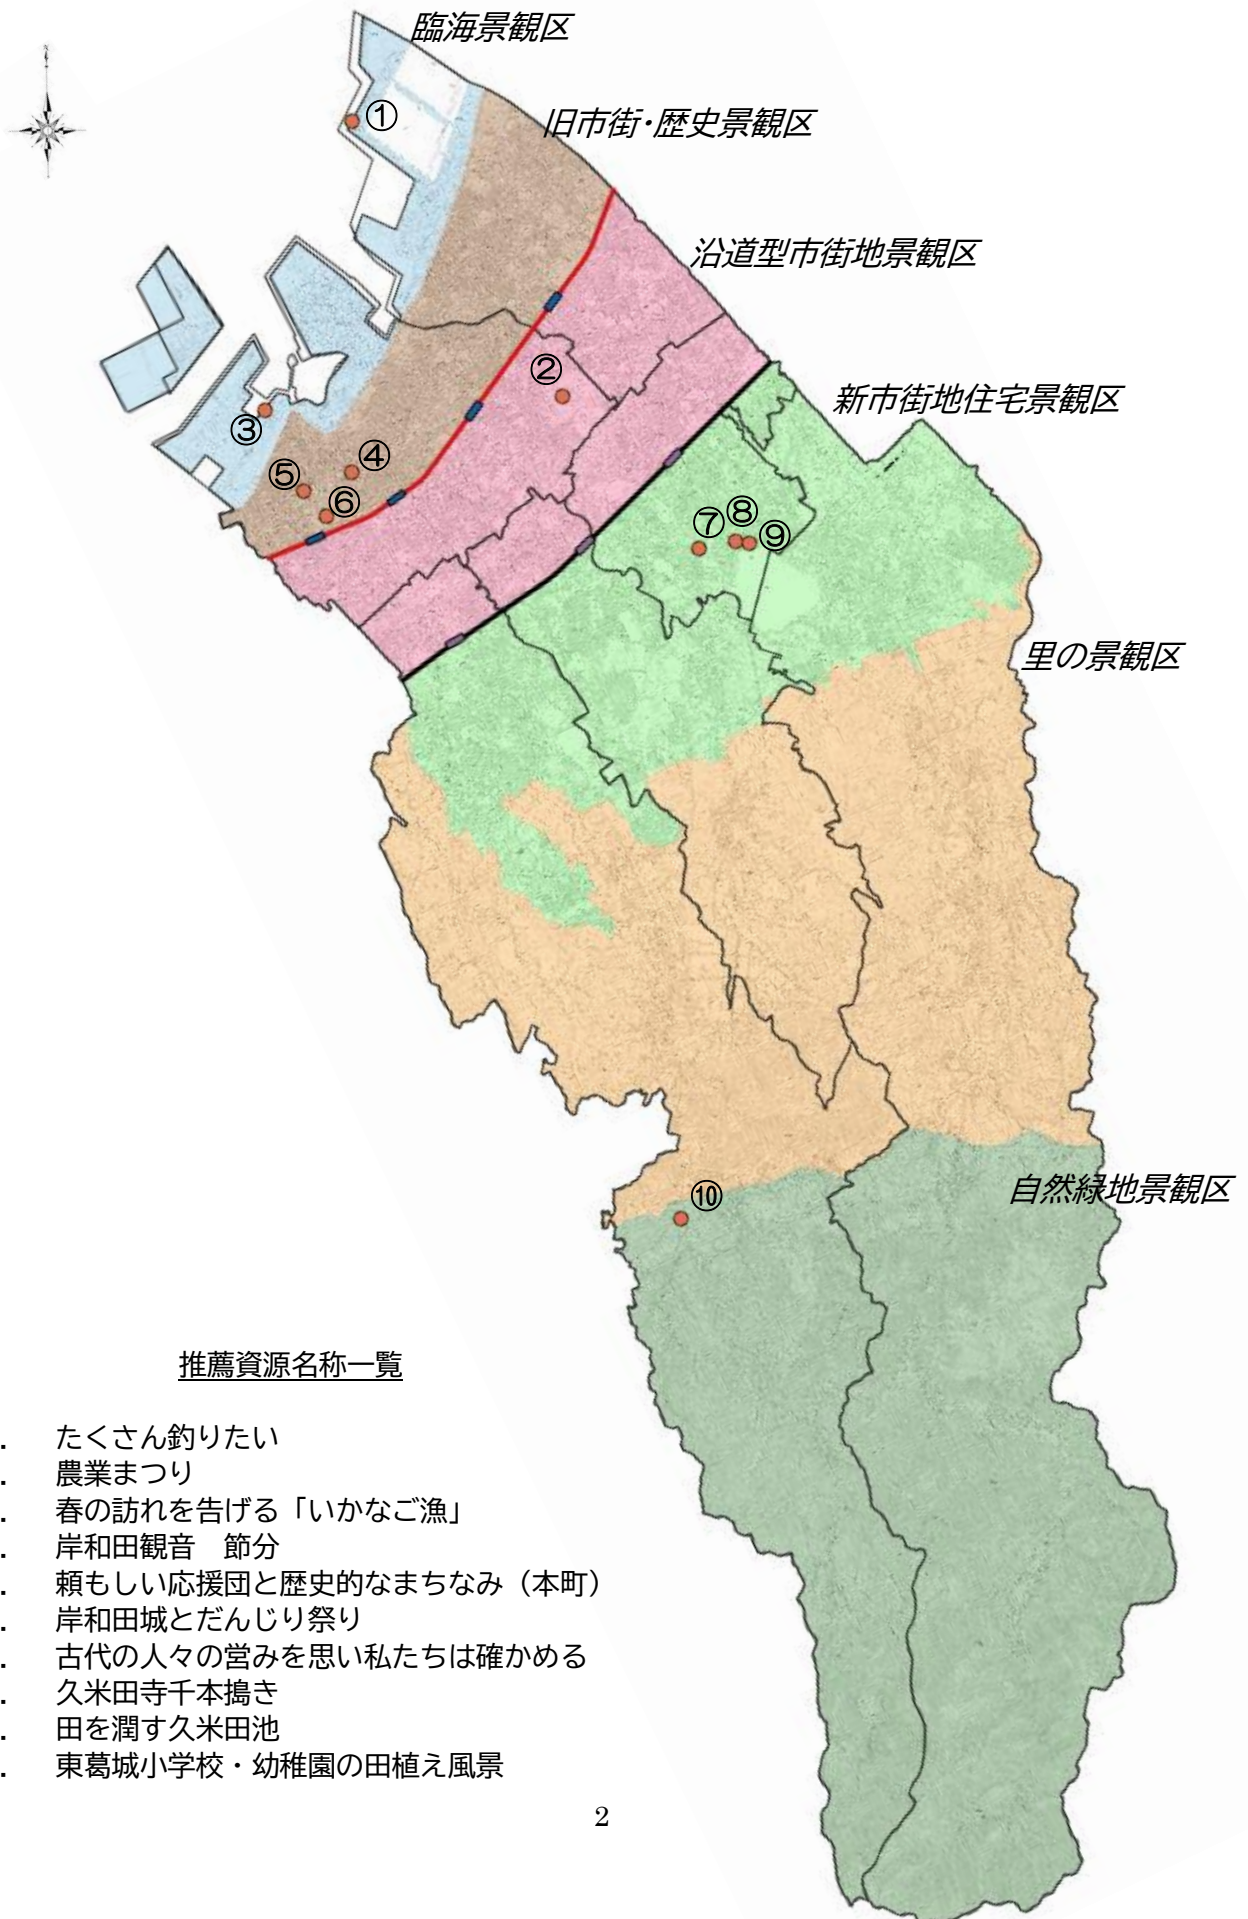 臨海景観区
①
旧市街・歴史景観区
沿道型市街地景観区
②
新市街地住宅景観区
③
④
⑤
⑥
⑦
⑧
⑨
里の景観区
自然緑地景観区
⑩
推薦資源名称一覧
. たくさん釣りたい
. 農業まつり
. 春の訪れを告げる「いかなご漁」
. 岸和田観音　節分
. 頼もしい応援団と歴史的なまちなみ（本町）
. 岸和田城とだんじり祭り
. 古代の人々の営みを思い私たちは確かめる
. 久米田寺千本搗き
. 田を潤す久米田池
. 東葛城小学校・幼稚園の田植え風景
2